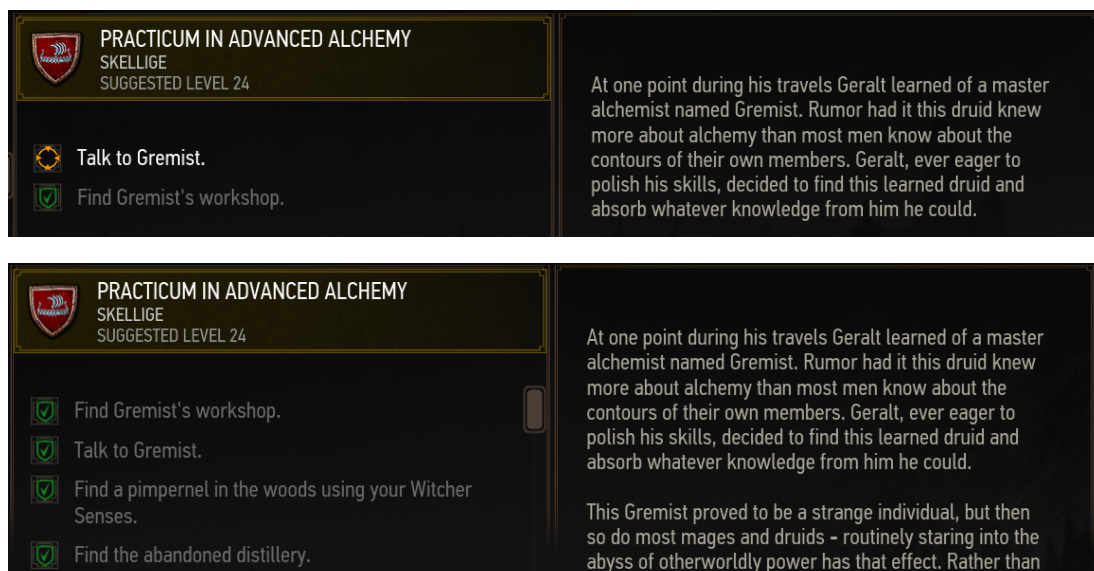 PRACTICUM IN ADVANCED ALCHEMY
SKELLIGE
SUGGESTED LEVEL 24
Talk to Gremist.
Find Gremist's workshop.
At one point during his travels Geralt learned of a master
alchemist named Gremist. Rumor had it this druid knew
more about alchemy than most men know about the
contours of their own members. Geralt, ever eager to
polish his skills, decided to find this learned druid and
absorb whatever knowledge from him he could.
PRACTICUM IN ADVANCED ALCHEMY
SKELLIGE
SUGGESTED LEVEL 24
Find Gremist's workshop.
Talk to Gremist.
Find a pimpernel in the woods using your Witcher
Senses.
Find the abandoned distillery.
At one point during his travels Geralt learned of a master
alchemist named Gremist. Rumor had it this druid knew
more about alchemy than most men know about the
contours of their own members. Geralt, ever eager to
polish his skills, decided to find this learned druid and
absorb whatever knowledge from him he could.
This Gremist proved to be a strange individual, but then
so do most mages and druids - routinely staring into the
abyss of otherworldly power has that effect. Rather than